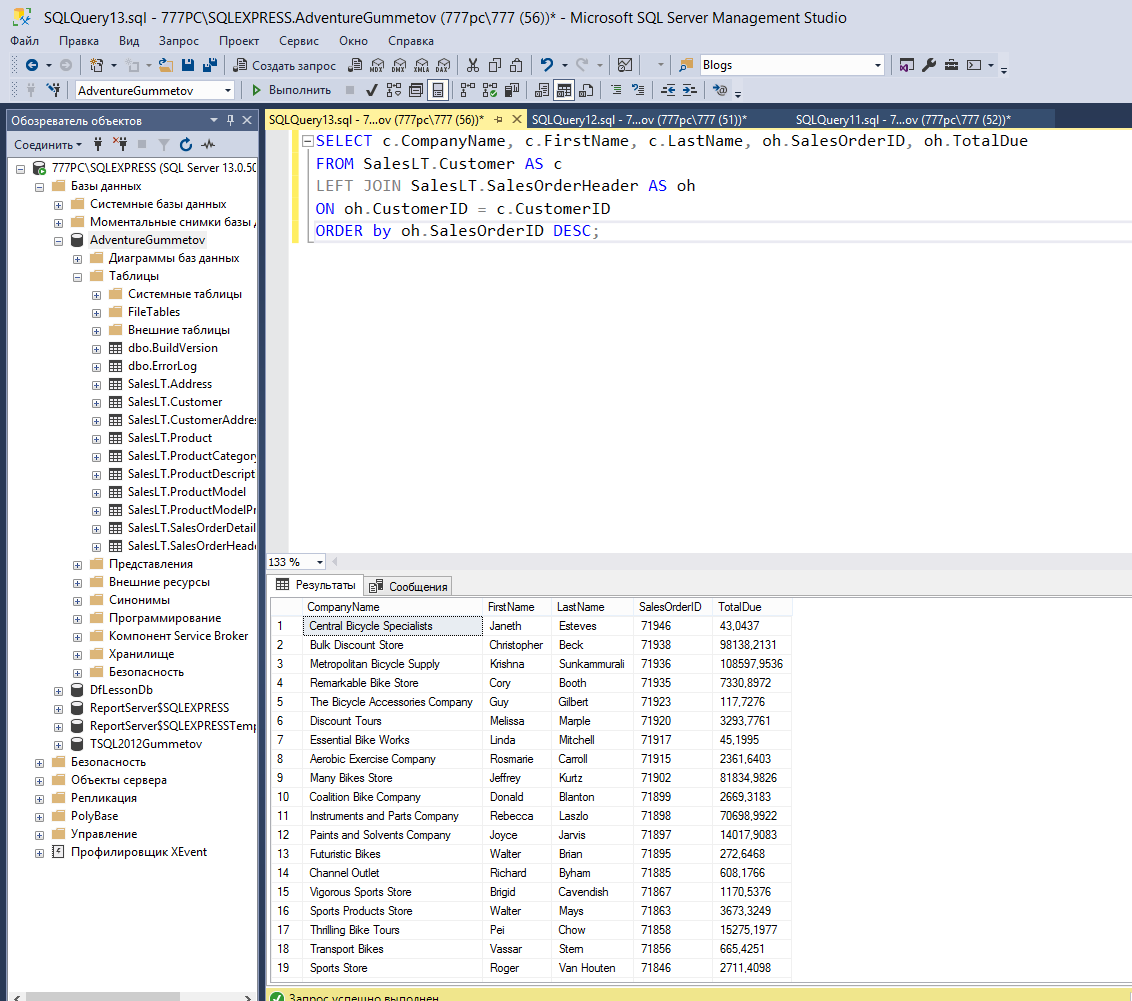 SQLQuery13.sql - 777PC\SQLEXPRESS.AdventureGummetov (777pc\777 (56))* - Microsoft SQL Server Management Studio
Файл Правка Вид Запрос Проект Сервис Окно Справка
Создать запрос MDX DMX XMLA DAX Blogs
AdventureGummetov Выполнить
Обозреватель объектов
Соединить
777PC\SQLEXPRESS (SQL Server 13.0.50
Базы данных
Системные базы данных
Моментальные снимки базы
AdventureGummetov
Диаграммы баз данных
Таблицы
Системные таблицы
FileTables
Внешние таблицы
dbo.BuildVersion
dbo.ErrorLog
SalesLT.Address
SalesLT.Customer
SalesLT.CustomerAddre
SalesLT.Product
SalesLT.ProductCategory
SalesLT.ProductDescript
SalesLT.ProductModel
SalesLT.ProductModelPr
SalesLT.SalesOrderDetail
SalesLT.SalesOrderHeade
Представления
Внешние ресурсы
Синонимы
Программирование
Компонент Service Broker
Хранилище
Безопасность
DfLessonDb
ReportServer$SQLEXPRESS
ReportServer$SQLEXPRESSTemp
TSQL2012Gummetov
Безопасность
Объекты сервера
Репликация
PolyBase
Управление
Профилировщик XEvent
SQLQuery13.sql - 7...ov (777pc\777 (56))* SQLQuery12.sql - 7...ov (777pc\777 (51))* SQLQuery11.sql - 7...ov (777pc\777 (52))*
SELECT c.CompanyName, c.FirstName, c.LastName, oh.SalesOrderID, oh.TotalDue
FROM SalesLT.Customer AS c
LEFT JOIN SalesLT.SalesOrderHeader AS oh
ON oh.CustomerID = c.CustomerID
ORDER by oh.SalesOrderID DESC;
133 %
Результаты Сообщения
CompanyName FirstName LastName SalesOrderID TotalDue
1 Central Bicycle Specialists Janeth Esteves 71946 43,0437
2 Bulk Discount Store Christopher Beck 71938 98138,2131
3 Metropolitan Bicycle Supply Krishna Sunkammurali 71936 108597,9536
4 Remarkable Bike Store Cory Booth 71935 7330,8972
5 The Bicycle Accessories Company Guy Gilbert 71923 117,7276
6 Discount Tours Melissa Marple 71920 3293,7761
7 Essential Bike Works Linda Mitchell 71917 45,1995
8 Aerobic Exercise Company Rosmarie Carroll 71915 2361,6403
9 Many Bikes Store Jeffrey Kurtz 71902 81834,9826
10 Coalition Bike Company Donald Blanton 71899 2669,3183
11 Instruments and Parts Company Rebecca Laszlo 71898 70698,9922
12 Paints and Solvents Company Joyce Jarvis 71897 14017,9083
13 Futuristic Bikes Walter Brian 71895 272,6468
14 Channel Outlet Richard Byham 71885 608,1766
15 Vigorous Sports Store Brigid Cavendish 71867 1170,5376
16 Sports Products Store Walter Mays 71863 3673,3249
17 Thrilling Bike Tours Pei Chow 71858 15275,1977
18 Transport Bikes Vassar Stern 71856 665,4251
19 Sports Store Roger Van Houten 71846 2711,4098
Запрос успешно выполнен